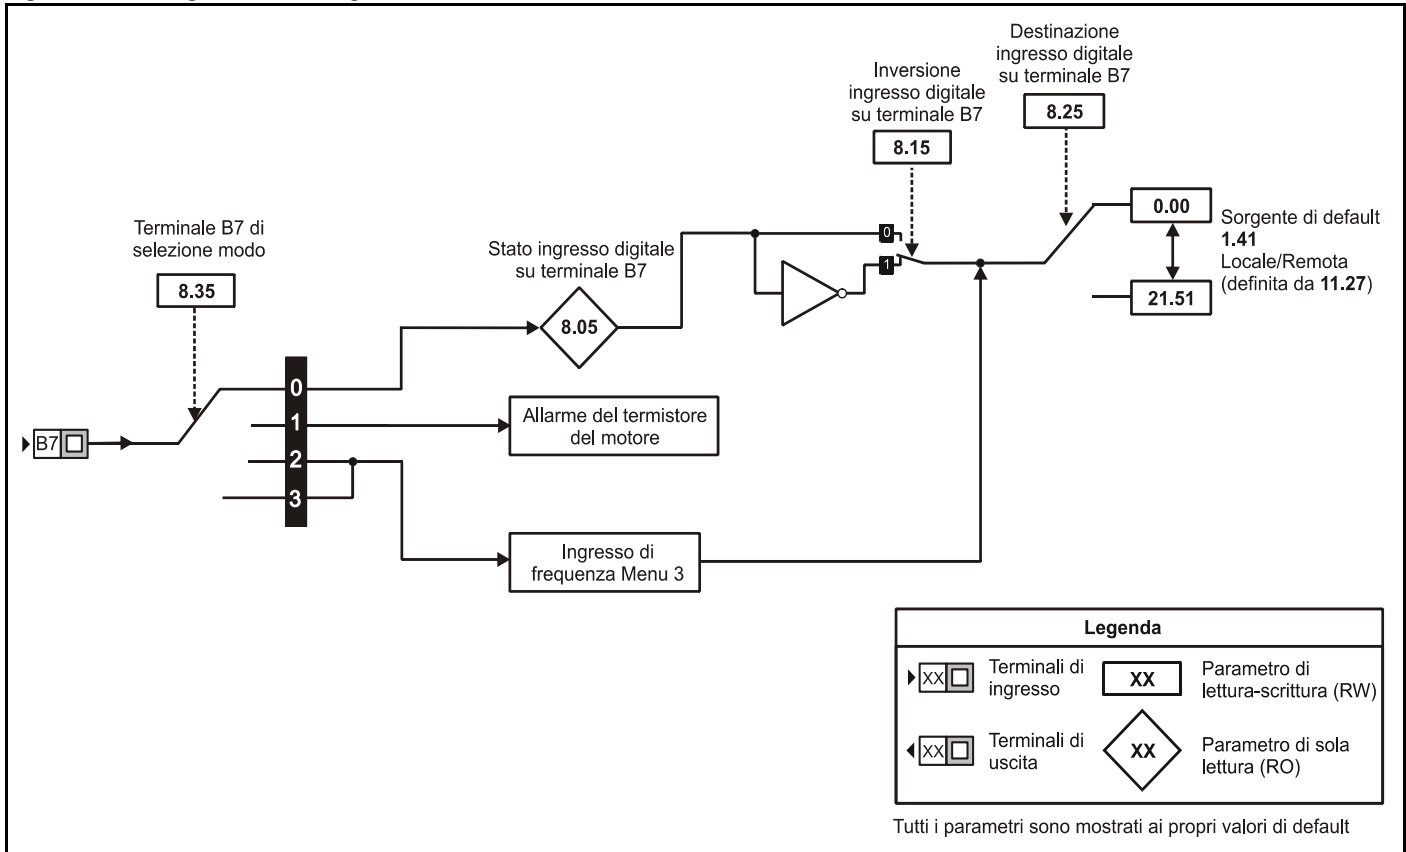 Destinazione
ingresso digitale
su terminale B7
8.25
Inversione
ingresso digitale
su terminale B7
8.15
0.00
Sorgente di default
1.41
Locale/Remota
(definita da 11.27)
21.51
Terminale B7 di
selezione modo
8.35
Stato ingresso digitale
su terminale B7
8.05
0
1
B7
0
1
2
3
Allarme del termistore
del motore
Ingresso di
frequenza Menu 3
Legenda
XX
Terminali di
ingresso
XX
Parametro di
lettura-scrittura (RW)
XX
Terminali di
uscita
XX
Parametro di sola
lettura (RO)
Tutti i parametri sono mostrati ai propri valori di default